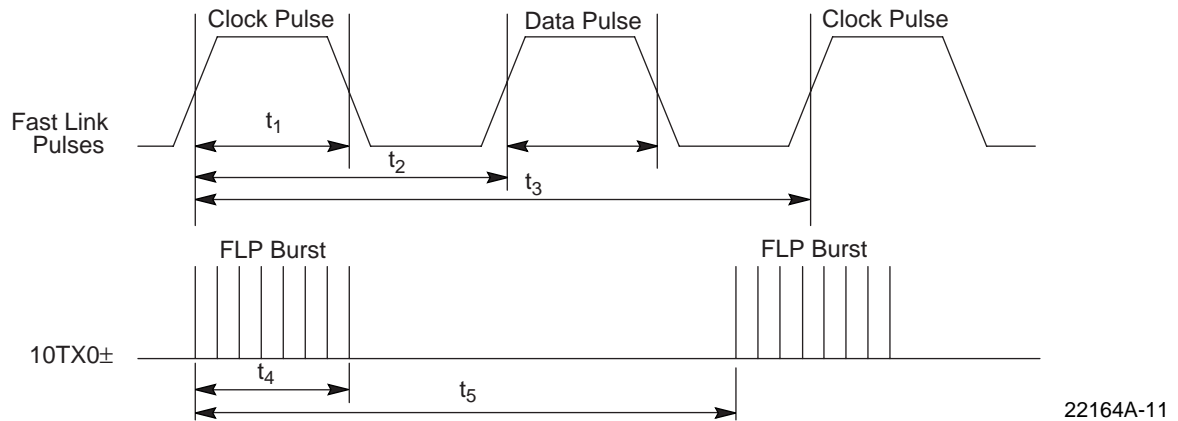 Clock Pulse Data Pulse Clock Pulse
Fast Link
Pulses
t1
t2
t3
FLP Burst FLP Burst
10TX0±
t4
t5
22164A-11